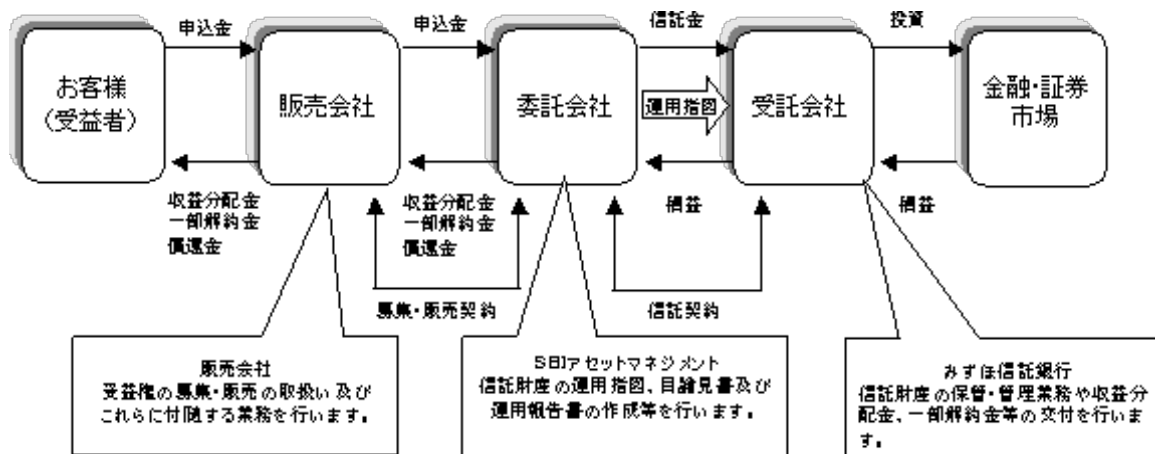 申込金
申込金
信託金
投資
お客様
（受益者）
販売会社
委託会社
運用指図
受託会社
金融・証券
市場
収益分配金
一部解約金
償還金
収益分配金
一部解約金
償還金
損益
損益
募集・販売契約
信託契約
販売会社
受益権の募集・販売の取扱い及び
これらに付随する業務を行います。
SBIアセットマネジメント
信託財産の運用指図、目論見書及び
運用報告書の作成等を行います。
みずほ信託銀行
信託財産の保管・管理業務や収益分
配金、一部解約金等の交付を行いま
す。